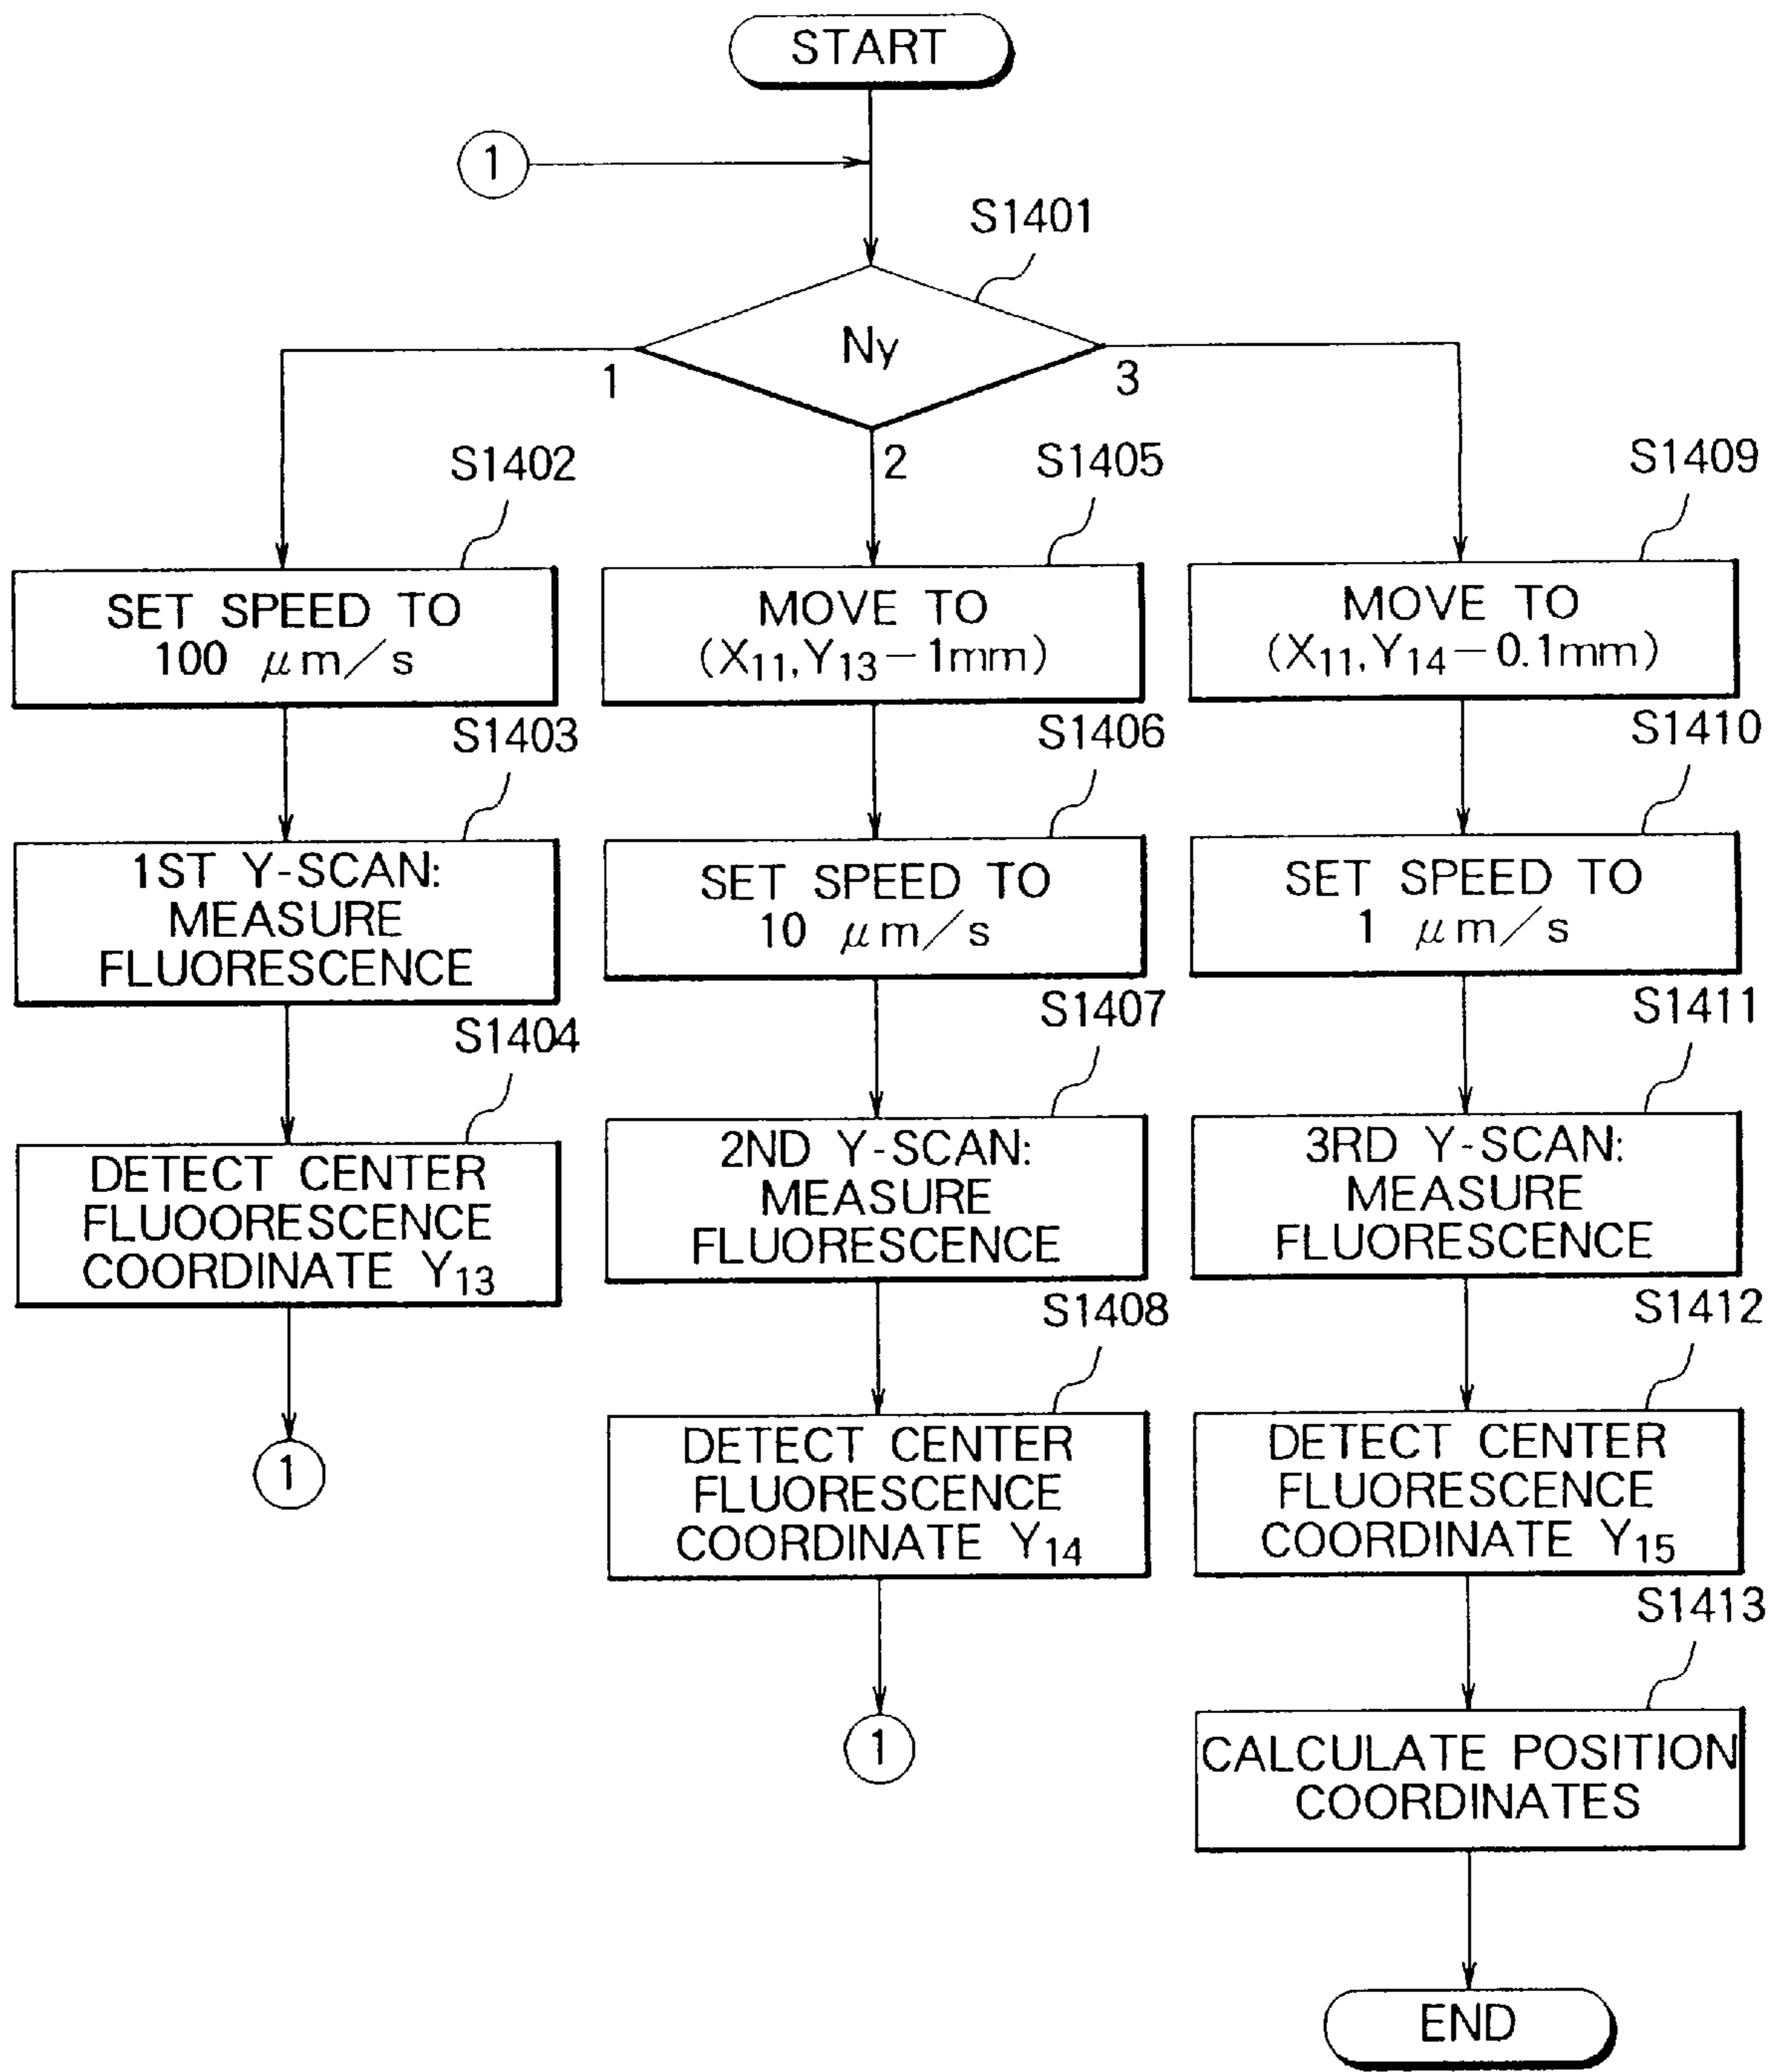 START
1
S1401
Ny
1
2
3
S1402
SET SPEED TO
100 μm/s
S1403
1ST Y-SCAN:
MEASURE
FLUORESCENCE
S1404
DETECT CENTER
FLUOORESCENCE
COORDINATE Y13
1
S1405
MOVE TO
(X11,Y13-1mm)
S1406
SET SPEED TO
10 μm/s
S1407
2ND Y-SCAN:
MEASURE
FLUORESCENCE
S1408
DETECT CENTER
FLUORESCENCE
COORDINATE Y14
1
S1409
MOVE TO
(X11,Y14-0.1mm)
S1410
SET SPEED TO
1 μm/s
S1411
3RD Y-SCAN:
MEASURE
FLUORESCENCE
S1412
DETECT CENTER
FLUORESCENCE
COORDINATE Y15
S1413
CALCULATE POSITION
COORDINATES
END